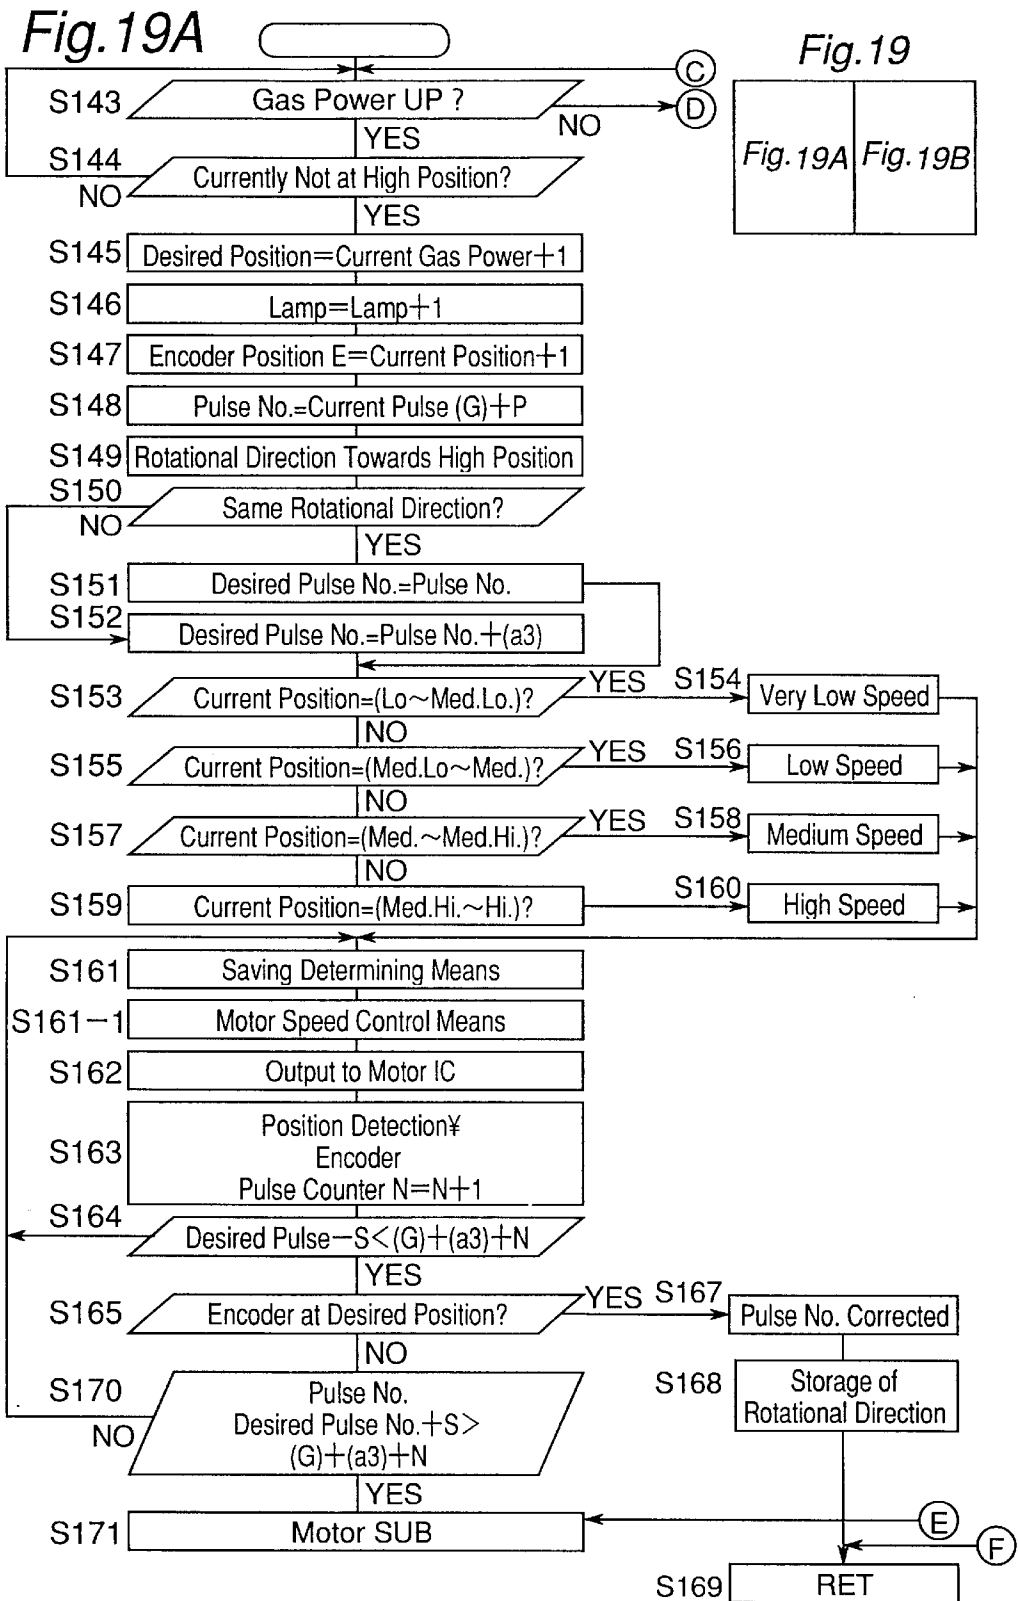 Fig.19A
Fig.19
C
S143
Gas Power UP ?
D
NO
YES
Fig.19A
Fig.19B
S144
Currently Not at High Position?
NO
YES
S145
Desired Position=Current Gas Power+1
S146
Lamp=Lamp+1
S147
Encoder Position E=Current Position+1
S148
Pulse No.=Current Pulse (G)+P
S149
Rotational Direction Towards High Position
S150
Same Rotational Direction?
NO
YES
S151
Desired Pulse No.=Pulse No.
S152
Desired Pulse No.=Pulse No.+(a3)
S153
Current Position=(Lo~Med.Lo.)?
YES
S154
Very Low Speed
NO
S155
Current Position=(Med.Lo~Med.)?
YES
S156
Low Speed
NO
S157
Current Position=(Med.~Med.Hi.)?
YES
S158
Medium Speed
NO
S159
Current Position=(Med.Hi.~Hi.)?
S160
High Speed
S161
Saving Determining Means
S161-1
Motor Speed Control Means
S162
Output to Motor IC
S163
Position Detection¥
Encoder
Pulse Counter N=N+1
S164
Desired Pulse-S<(G)+(a3)+N
YES
S165
Encoder at Desired Position?
YES
S167
Pulse No. Corrected
NO
S168
Storage of
Rotational Direction
S170
Pulse No.
Desired Pulse No.+S>
(G)+(a3)+N
NO
YES
S171
Motor SUB
E
F
S169
RET